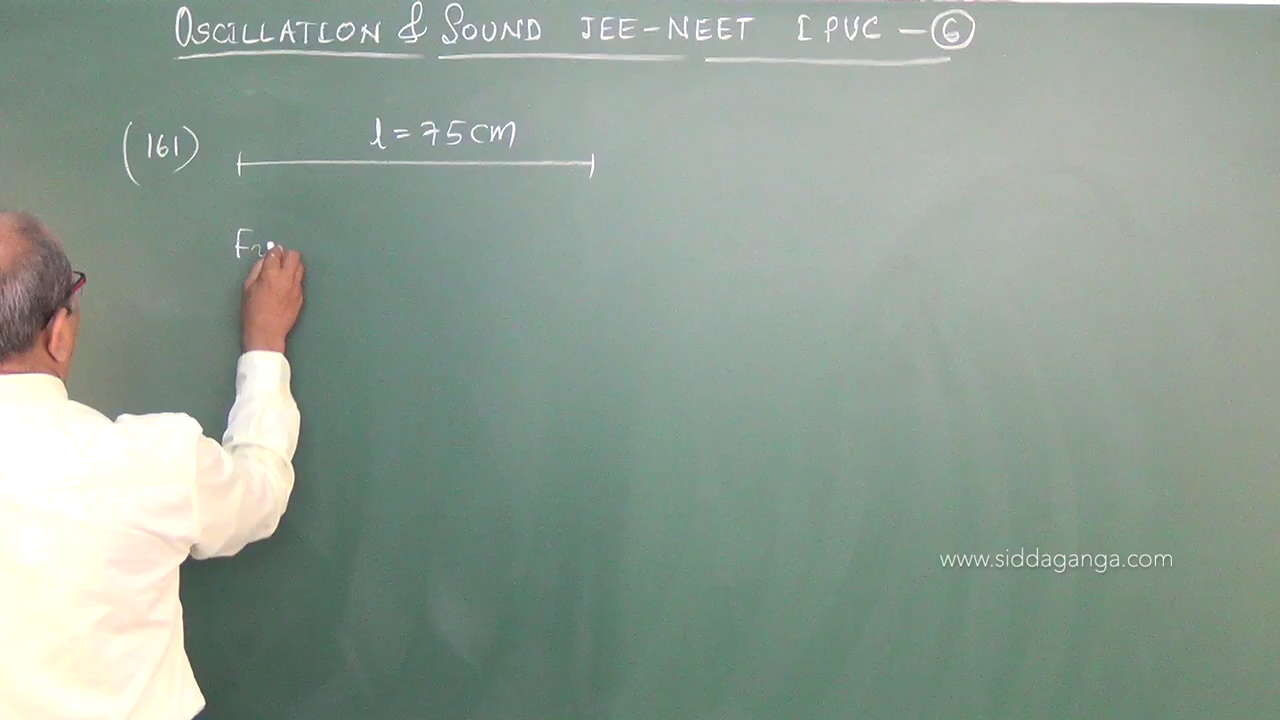 OSCILLATION & SOUND JEE-NEET I PUC - 6
(161) l = 75 cm
www.siddaganga.com